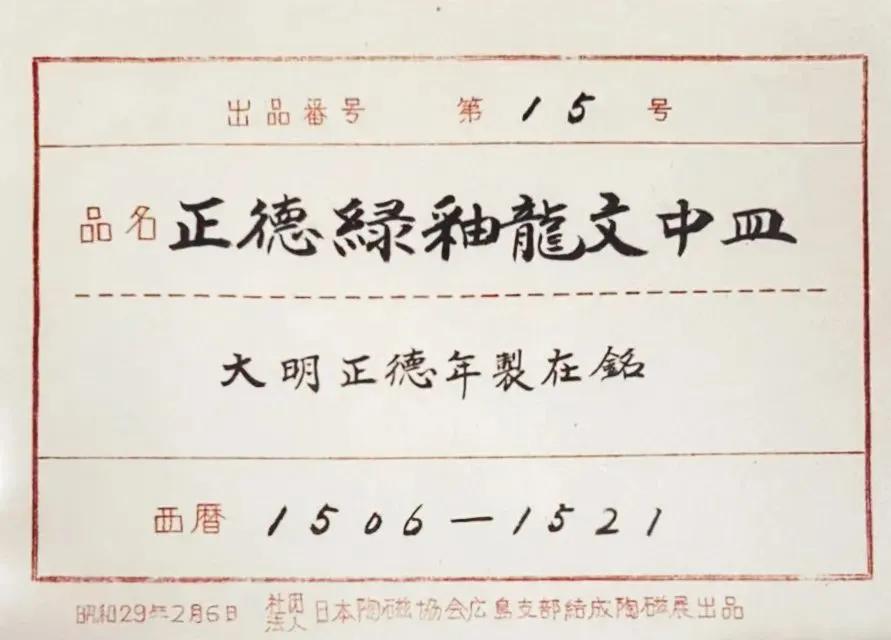 出品番号 第15号
品名 正德緑釉龍文中皿
大明正德年製在銘
西暦 1506—1521
昭和29年2月6日 社団法人 日本陶磁協会広島支部結成陶磁展出品